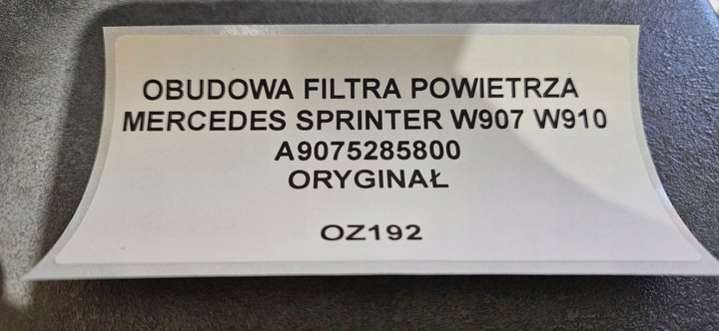 OBUDOWA FILTRA POWIETRZA
MERCEDES SPRINTER W907 W910
A9075285800
ORYGINAŁ
OZ192